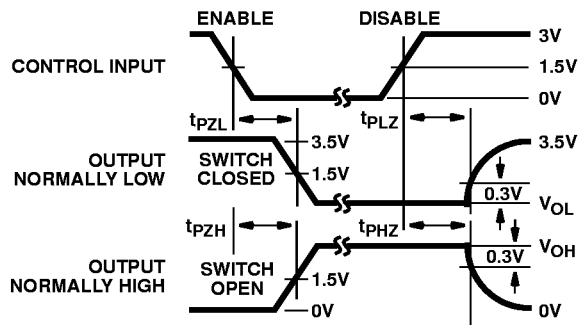 ENABLE DISABLE
CONTROL INPUT
3V
1.5V
0V
tPZL tPLZ
3.5V 3.5V
OUTPUT
NORMALLY LOW
SWITCH
CLOSED
1.5V
0.3V
VOL
tPZH tPHZ
VOH
0.3V
OUTPUT
NORMALLY HIGH
SWITCH
OPEN
1.5V
0V 0V